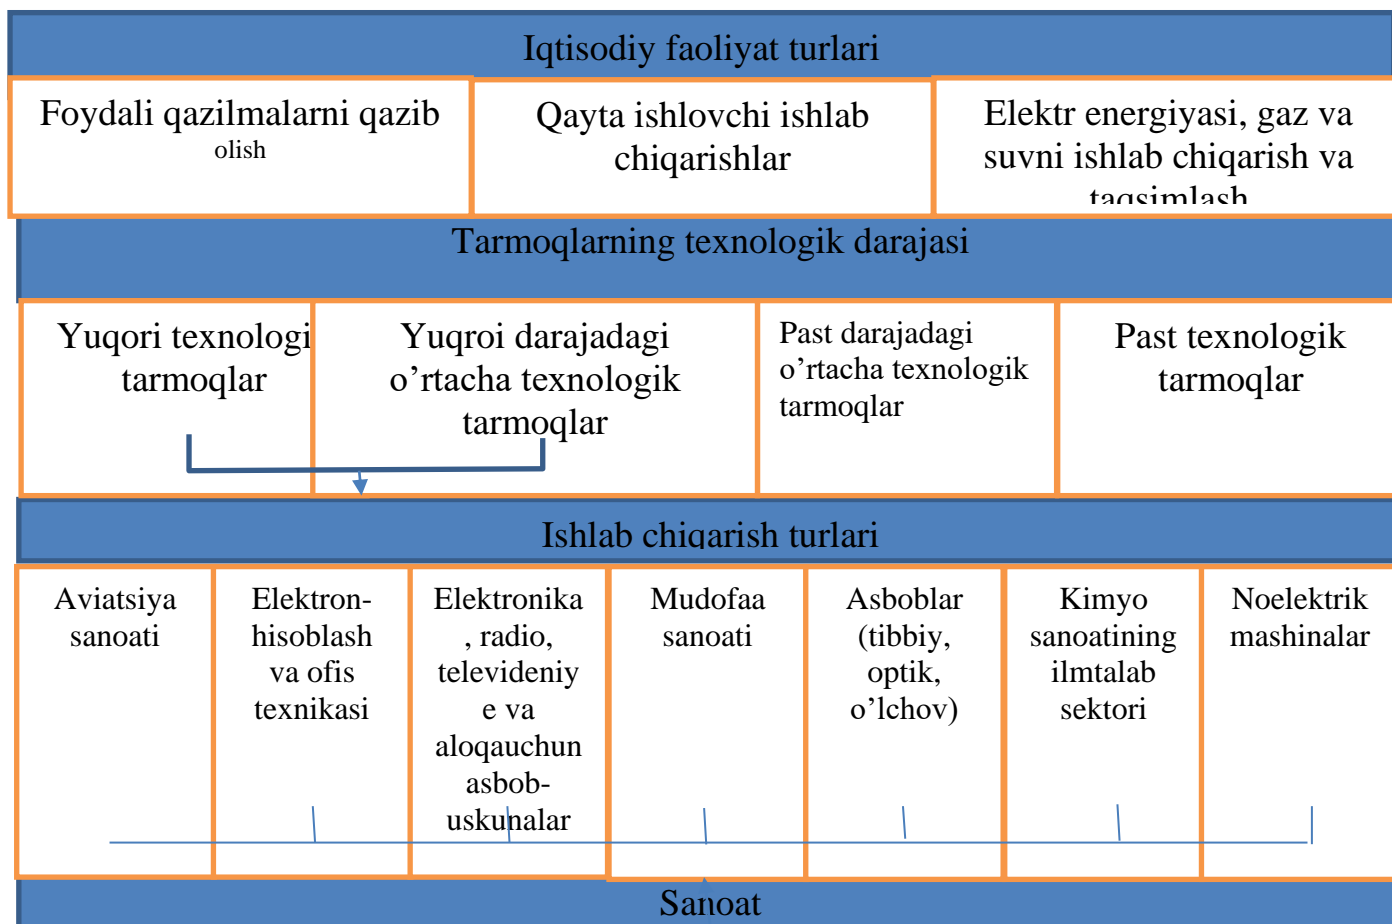 Iqtisodiy faoliyat turlari
Foydali qazilmalarni qazib
olish
Qayta ishlovchi ishlab
chiqarishlar
Elektr energiyasi, gaz va
suvni ishlab chiqarish va
taqsimlash
Tarmoqlarning texnologik darajasi
Yuqori texnologi
tarmoqlar
Yuqroi darajadagi
o’rtacha texnologik
tarmoqlar
Past darajadagi
o’rtacha texnologik
tarmoqlar
Past texnologik
tarmoqlar
Ishlab chiqarish turlari
Aviatsiya
sanoati
Elektron-
hisoblash
va ofis
texnikasi
Elektronika
, radio,
televideniy
e va
aloqauchun
asbob-
uskunalar
Mudofaa
sanoati
Asboblar
(tibbiy,
optik,
o’lchov)
Kimyo
sanoatining
ilmtalab
sektori
Noelektrik
mashinalar
Sanoat